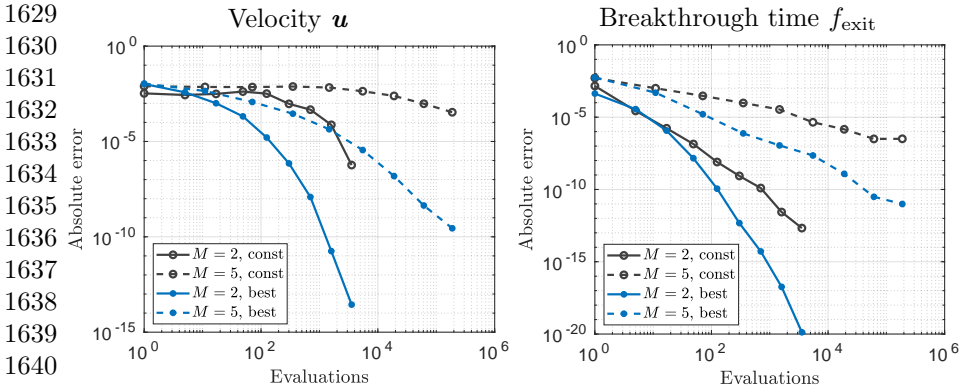 1629
1630
1631
1632
1633
1634
1635
1636
1637
1638
1639
1640
Velocity u
10^0
10^-5
10^-10
10^-15
Absolute error
M = 2, const
M = 5, const
M = 2, best
M = 5, best
10^0 10^2 10^4 10^6
Evaluations
Breakthrough time f_exit
10^0
10^-5
10^-10
10^-15
10^-20
Absolute error
M = 2, const
M = 5, const
M = 2, best
M = 5, best
10^0 10^2 10^4 10^6
Evaluations